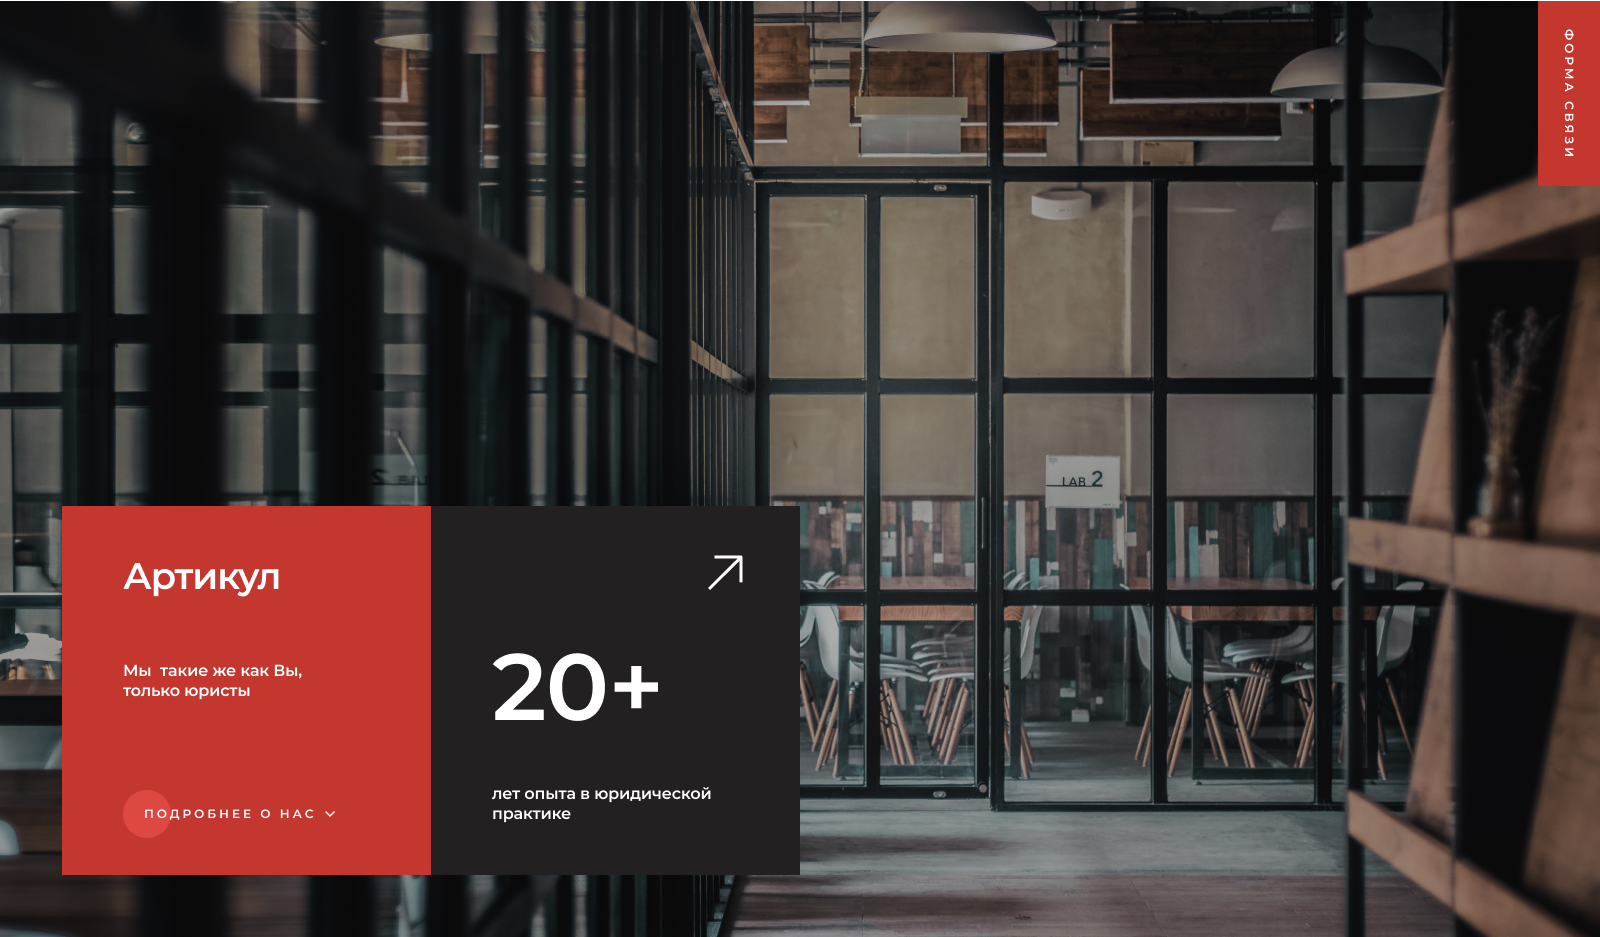 ФОРМА СВЯЗИ
LAB 2
Артикул
Мы такие же как Вы,
только юристы
ПОДРОБНЕЕ О НАС
20+
лет опыта в юридической
практике